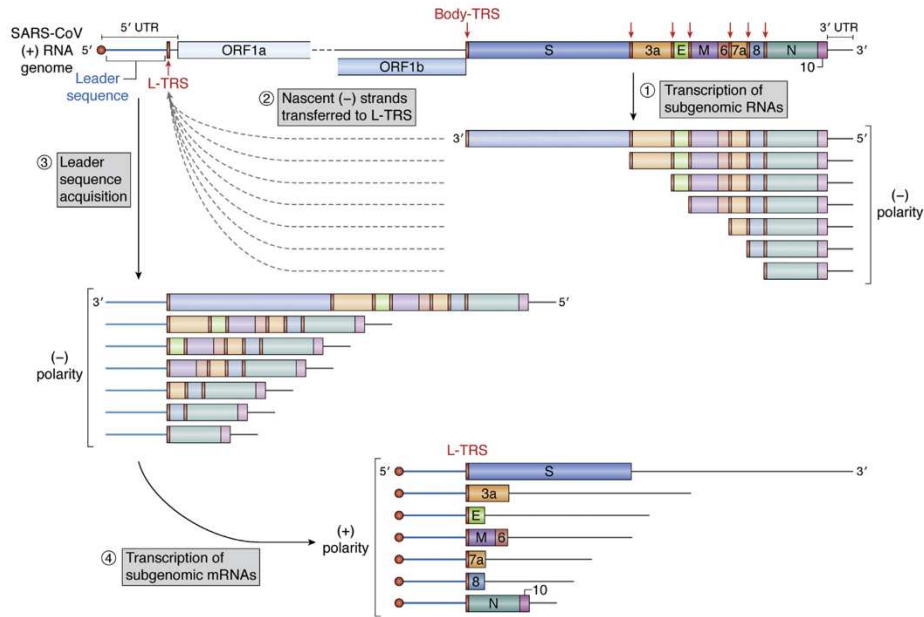 SARS-CoV
(+) RNA
genome
5′ UTR
5′
Leader
sequence
L-TRS
ORF1a
ORF1b
Body-TRS
S
3a
E
M
6
7a
8
N
10
3′ UTR
3′
① Transcription of
subgenomic RNAs
② Nascent (−) strands
transferred to L-TRS
3′
5′
(−)
polarity
③ Leader
sequence
acquisition
3′
5′
(−)
polarity
④ Transcription of
subgenomic mRNAs
(+)
polarity
L-TRS
5′
S
3′
3a
E
M
6
7a
8
N
10